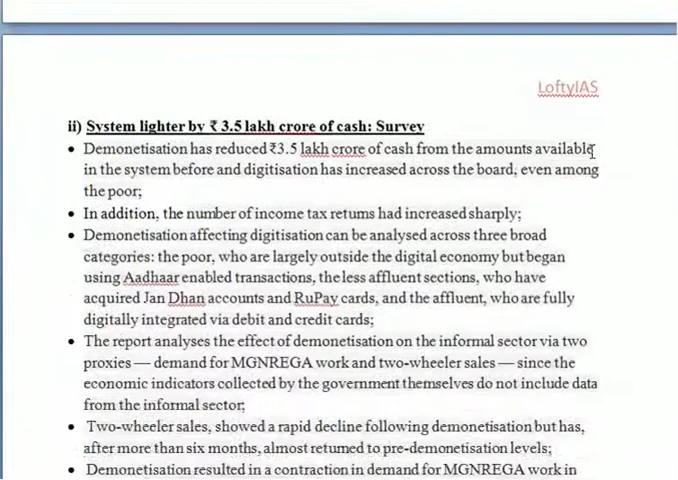 LoftyIAS
ii) System lighter by ₹ 3.5 lakh crore of cash: Survey
• Demonetisation has reduced ₹3.5 lakh crore of cash from the amounts available
in the system before and digitisation has increased across the board, even among
the poor;
• In addition, the number of income tax returns had increased sharply;
• Demonetisation affecting digitisation can be analysed across three broad
categories: the poor, who are largely outside the digital economy but began
using Aadhaar enabled transactions, the less affluent sections, who have
acquired Jan Dhan accounts and RuPay cards, and the affluent, who are fully
digitally integrated via debit and credit cards;
• The report analyses the effect of demonetisation on the informal sector via two
proxies — demand for MGNREGA work and two-wheeler sales — since the
economic indicators collected by the government themselves do not include data
from the informal sector;
• Two-wheeler sales, showed a rapid decline following demonetisation but has,
after more than six months, almost returned to pre-demonetisation levels;
• Demonetisation resulted in a contraction in demand for MGNREGA work in